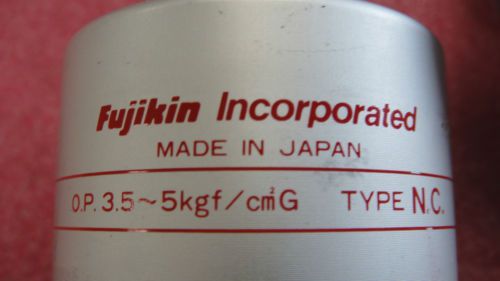 Fujikin Incorporated
MADE IN JAPAN
O.P. 3.5~5kgf/cm²G TYPE N.C.